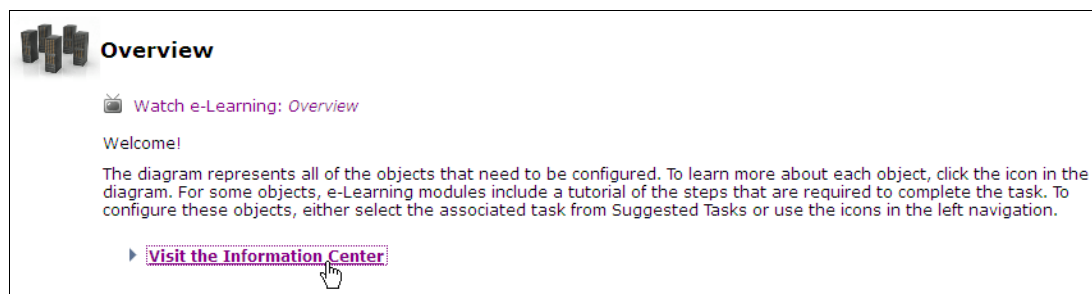 Overview
Watch e-Learning: Overview
Welcome!
The diagram represents all of the objects that need to be configured. To learn more about each object, click the icon in the
diagram. For some objects, e-Learning modules include a tutorial of the steps that are required to complete the task. To
configure these objects, either select the associated task from Suggested Tasks or use the icons in the left navigation.
Visit the Information Center